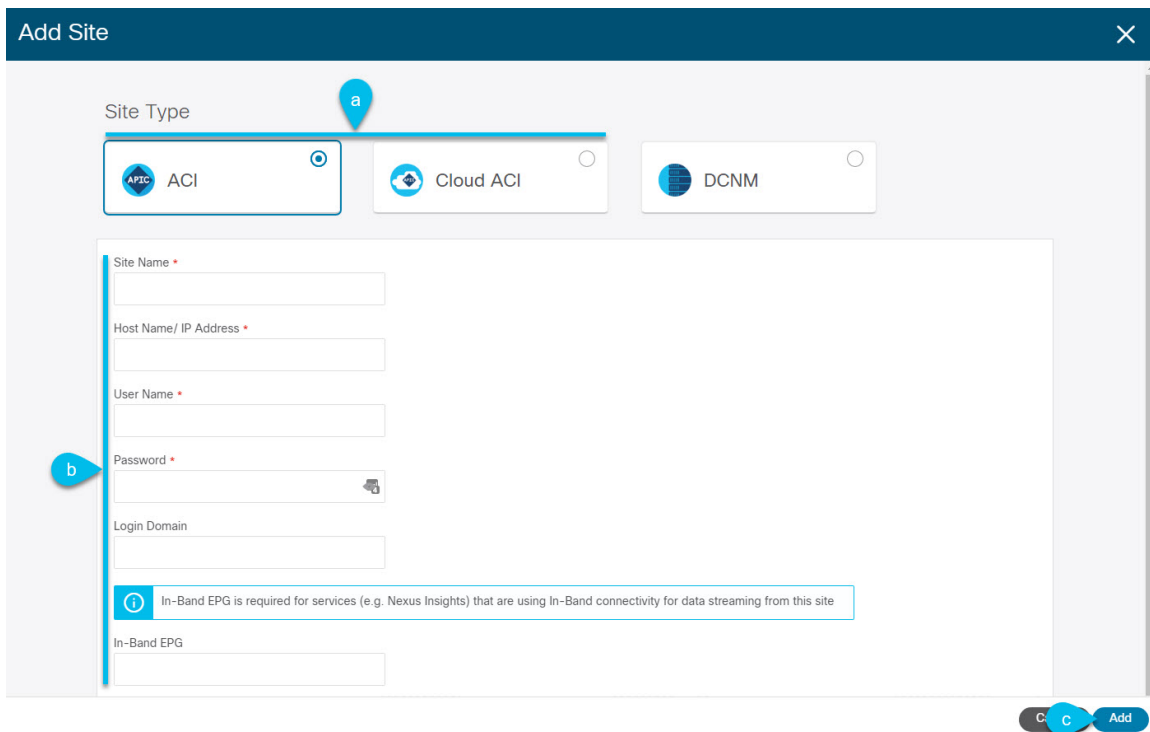 Add Site
a
Site Type
APIC ACI
Cloud ACI
DCNM
Site Name *
Host Name/ IP Address *
User Name *
b
Password *
Login Domain
In-Band EPG is required for services (e.g. Nexus Insights) that are using In-Band connectivity for data streaming from this site
In-Band EPG
c
Add